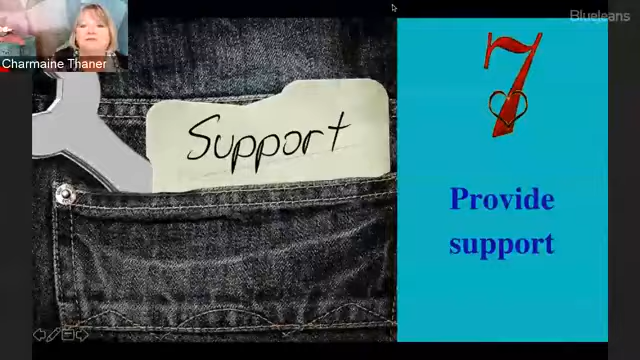 BlueJeans
Charmaine Thaner
Support
7
Provide
support